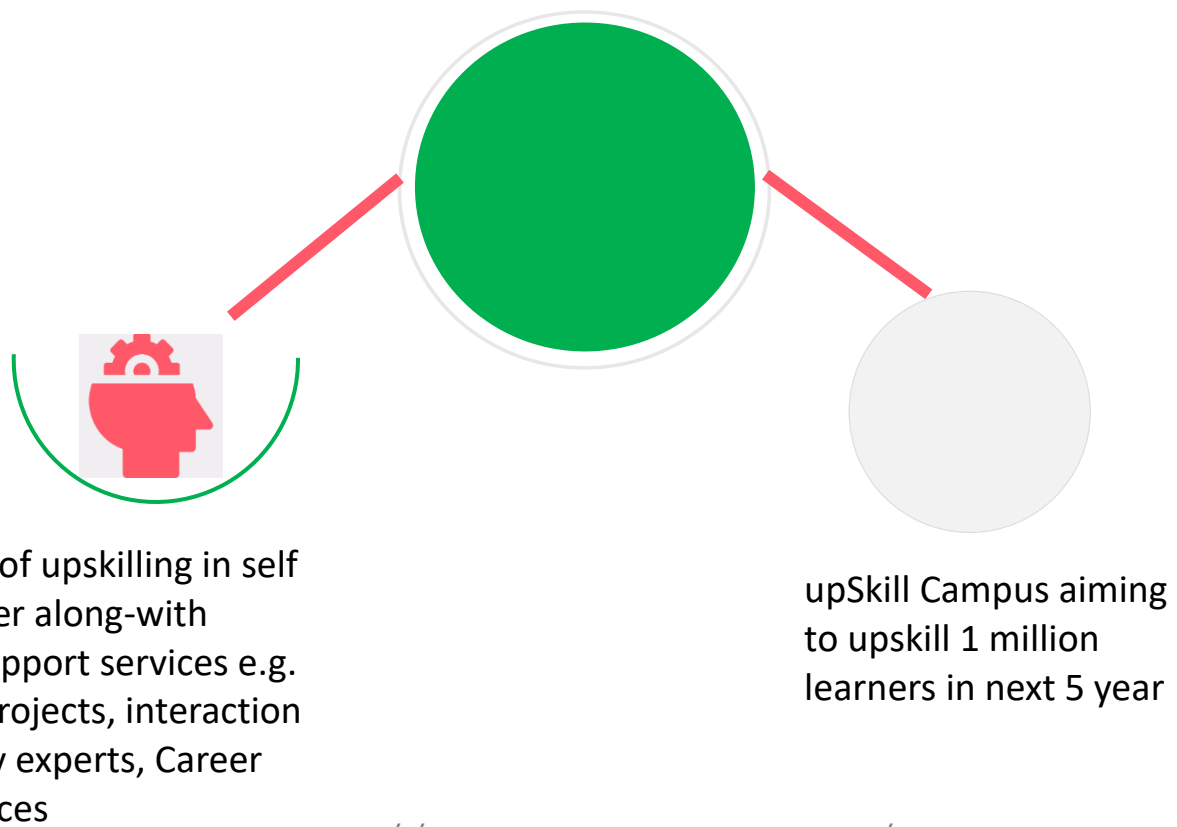 of upskilling in self
er along-with
pport services e.g.
rojects, interaction
experts, Career
ces
upSkill Campus aiming
to upskill 1 million
learners in next 5 year